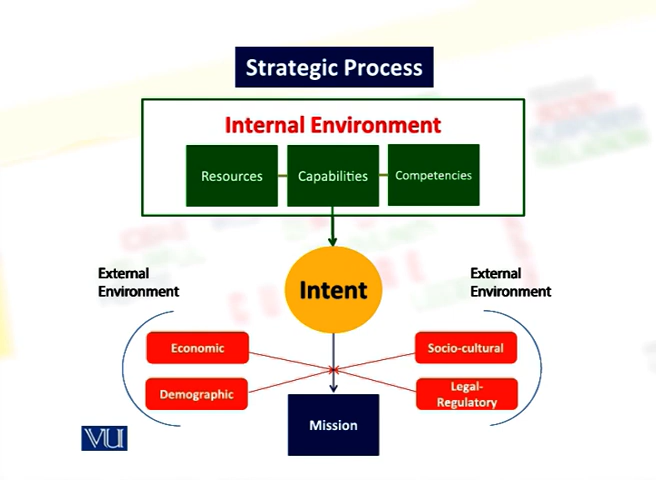 Strategic Process
Internal Environment
Resources
Capabilities
Competencies
Intent
External
Environment
External
Environment
Economic
Socio-cultural
Demographic
Legal-
Regulatory
Mission
VU